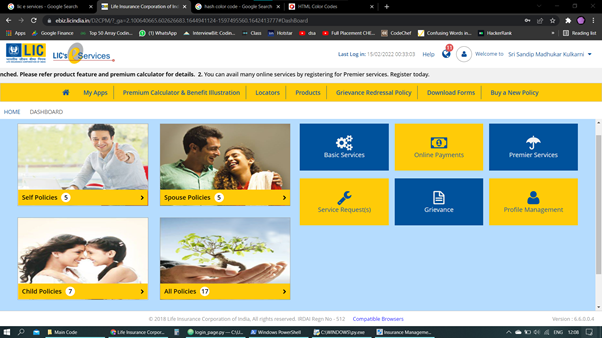 lic e services - Google Search
Life Insurance Corporation of In
hash color code - Google Search
HTML Color Codes
ebiz.licindia.in/D2CPM/?_ga=2.100640665.602626683.1644941124-1597495560.1642413777#Dashboard
Apps
Google Finance
Top 50 Array Codin...
(1) WhatsApp
InterviewBit: Codin...
Class
Hotstar
dsa
Full Placement CHE...
CodeChef
Confusing Words in...
HackerRank
Reading list
LIC
LIC's e Services
Last Log in: 15/02/2022 00:33:03
Help
Welcome to
Sri Sandip Madhukar Kulkarni
nched. Please refer product feature and premium calculator for details. 2. You can avail many online services by registering for Premier services. Register today.
My Apps
Premium Calculator & Benefit Illustration
Locators
Products
Grievance Redressal Policy
Download Forms
Buy a New Policy
HOME
DASHBOARD
Self Policies 5
Spouse Policies 5
Basic Services
Online Payments
Premier Services
Service Request(s)
Grievance
Profile Management
Child Policies 7
All Policies 17
© 2018 Life Insurance Corporation of India, All rights reserved. IRDAI Regn No - 512
Compatible Browsers
Version : 6.6.0.0.4
Main Code
Life Insurance Corpor...
login_page.py — C:\U...
Windows PowerShell
C:\WINDOWS\py.exe
Insurance Manageme...
ENG
12:08